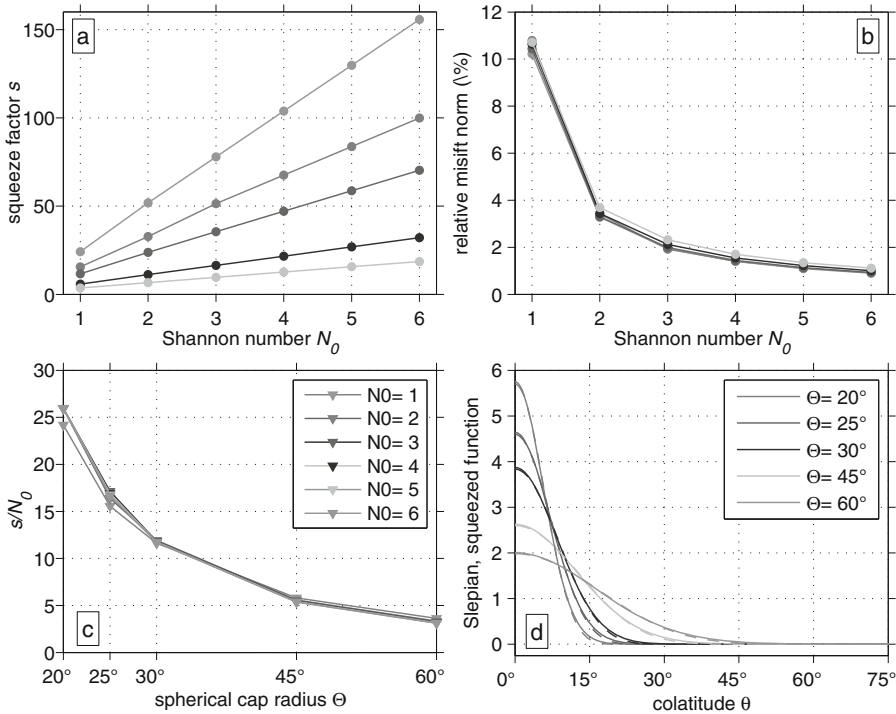 a
squeeze factor s
150
100
50
0
1 2 3 4 5 6
Shannon number N0
b
relative misift norm (\%)
12
10
8
6
4
2
0
1 2 3 4 5 6
Shannon number N0
c
s/N0
30
25
20
15
10
5
0
20° 25° 30° 45° 60°
spherical cap radius Θ
N0= 1
N0= 2
N0= 3
N0= 4
N0= 5
N0= 6
d
Slepian, squeezed function
6
5
4
3
2
1
0
0° 15° 30° 45° 60° 75°
colatitude θ
Θ= 20°
Θ= 25°
Θ= 30°
Θ= 45°
Θ= 60°